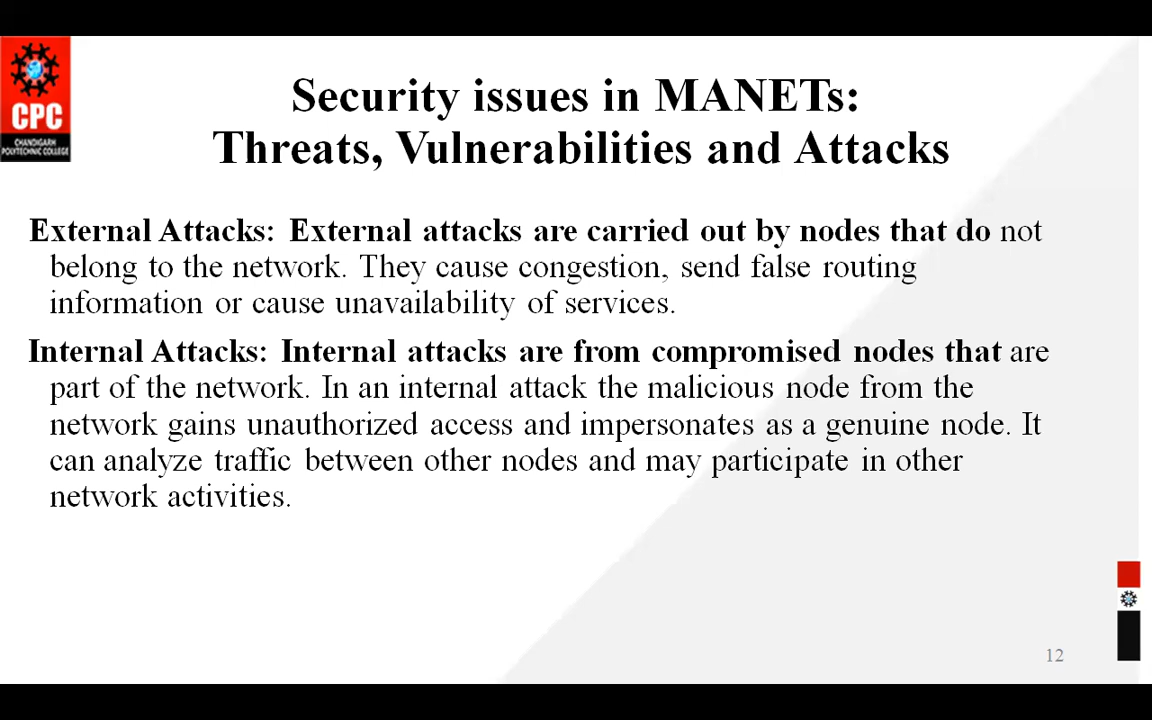 CPC
CHANDIGARH
POLYTECHNIC COLLEGE
Security issues in MANETs:
Threats, Vulnerabilities and Attacks
External Attacks: External attacks are carried out by nodes that do not
belong to the network. They cause congestion, send false routing
information or cause unavailability of services.
Internal Attacks: Internal attacks are from compromised nodes that are
part of the network. In an internal attack the malicious node from the
network gains unauthorized access and impersonates as a genuine node. It
can analyze traffic between other nodes and may participate in other
network activities.
12